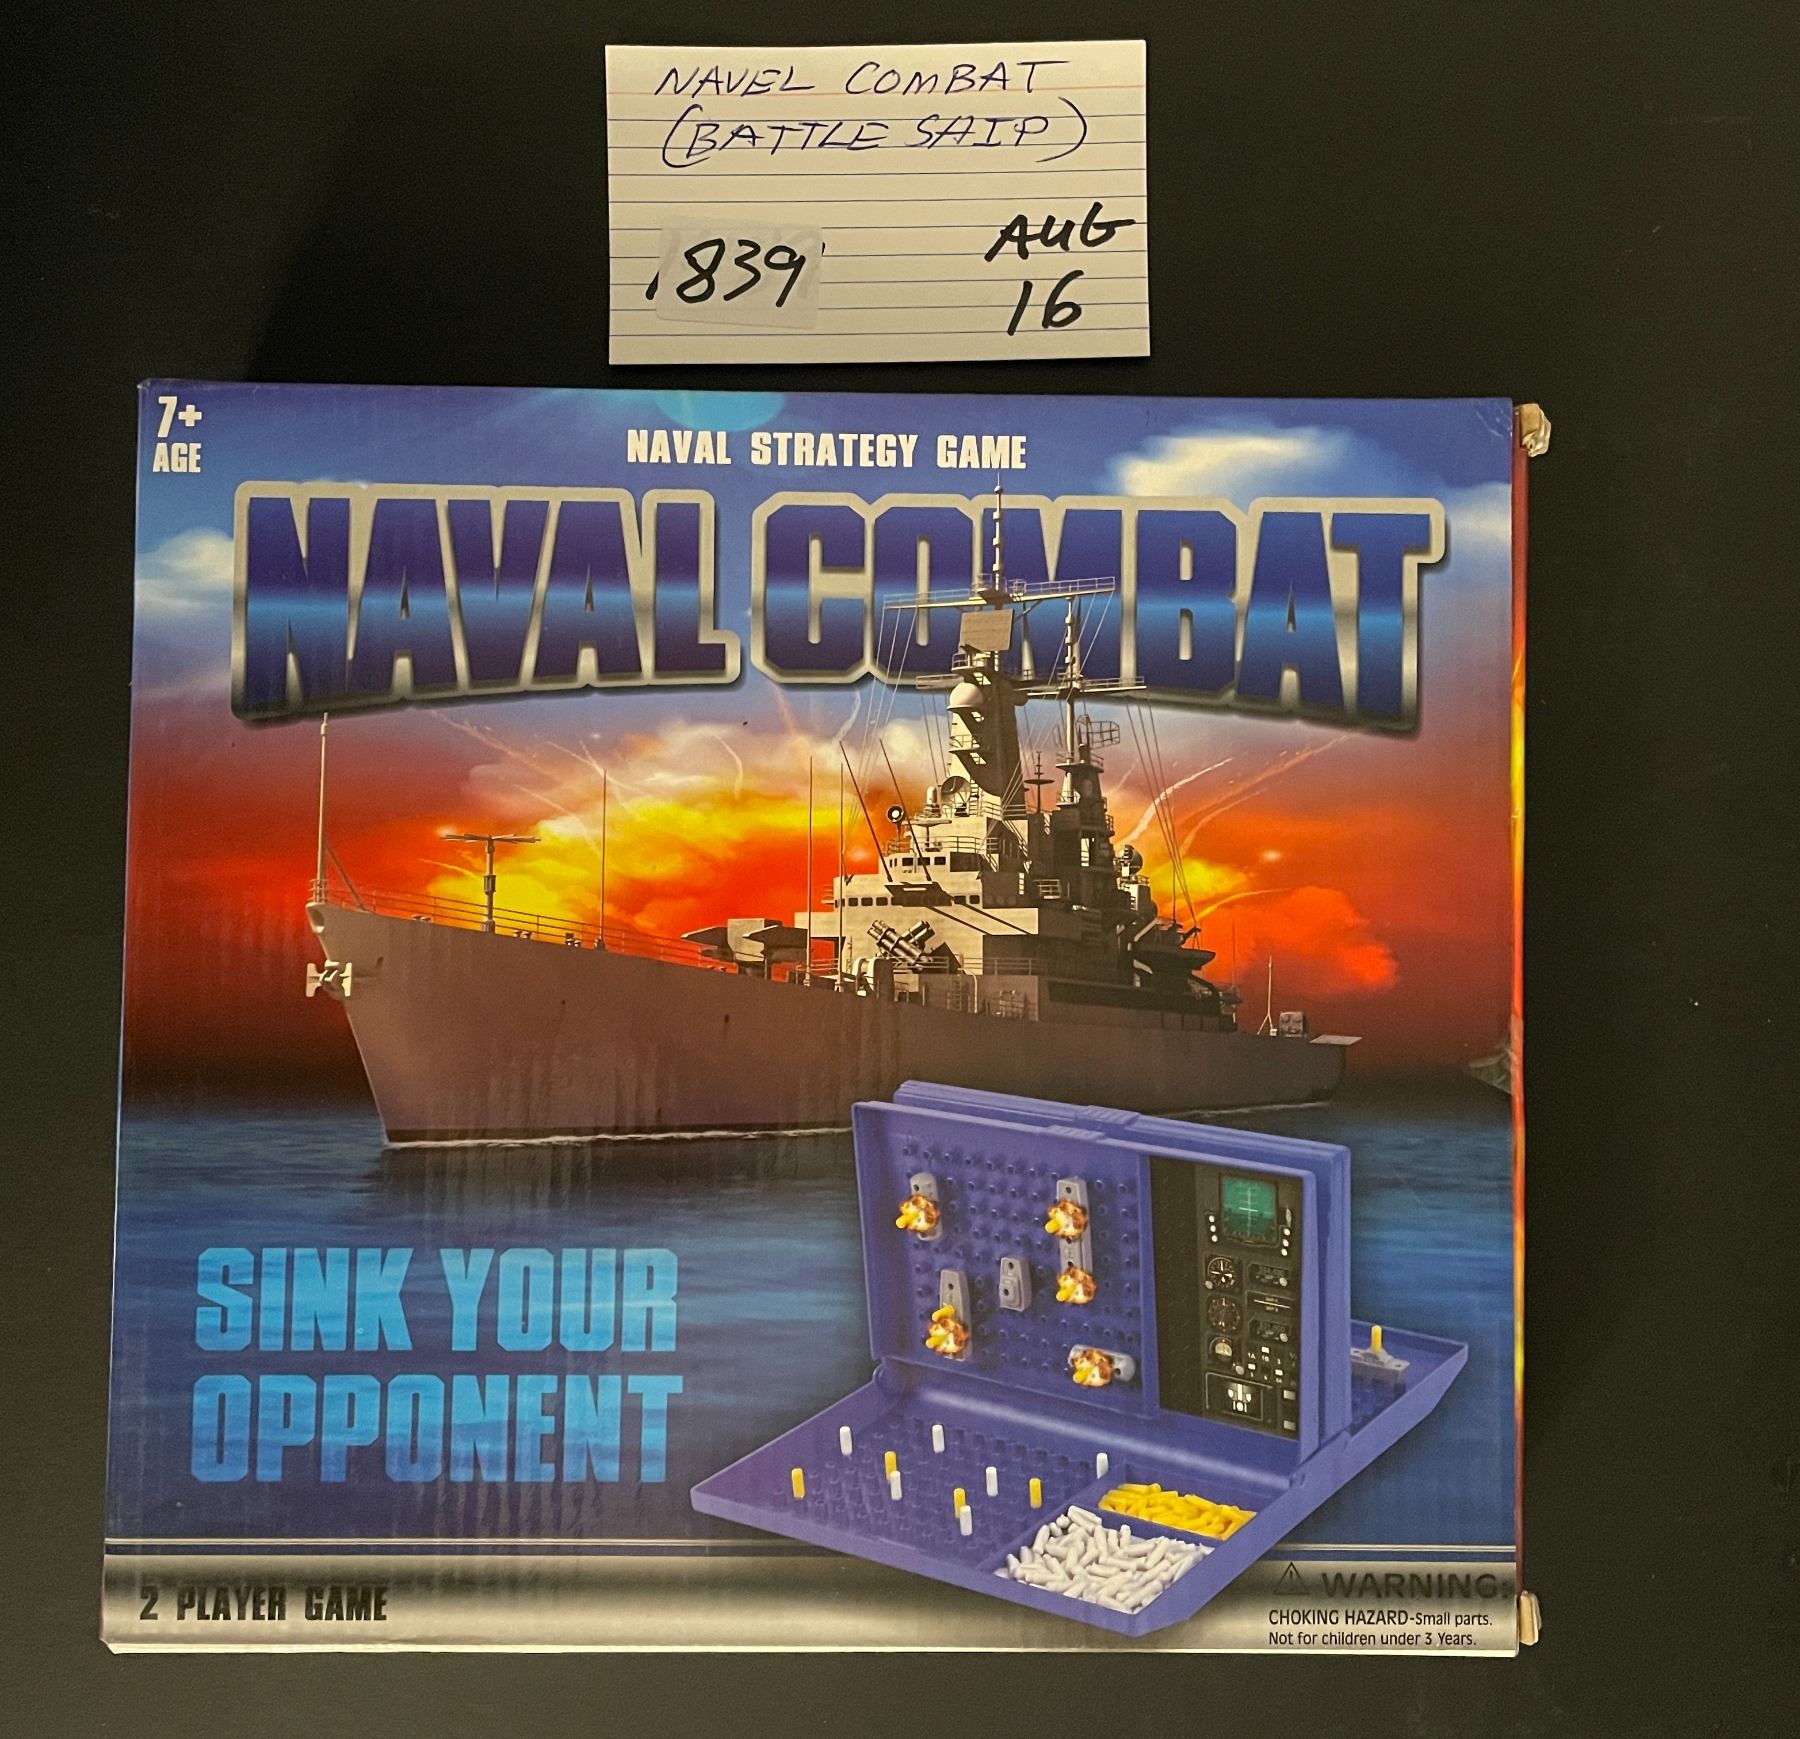 NAVEL COMBAT
(BATTLE SHIP)
1839
AUG
16
7+
AGE
NAVAL STRATEGY GAME
NAVAL COMBAT
SINK YOUR
OPPONENT
2 PLAYER GAME
WARNING:
CHOKING HAZARD-Small parts.
Not for children under 3 Years.